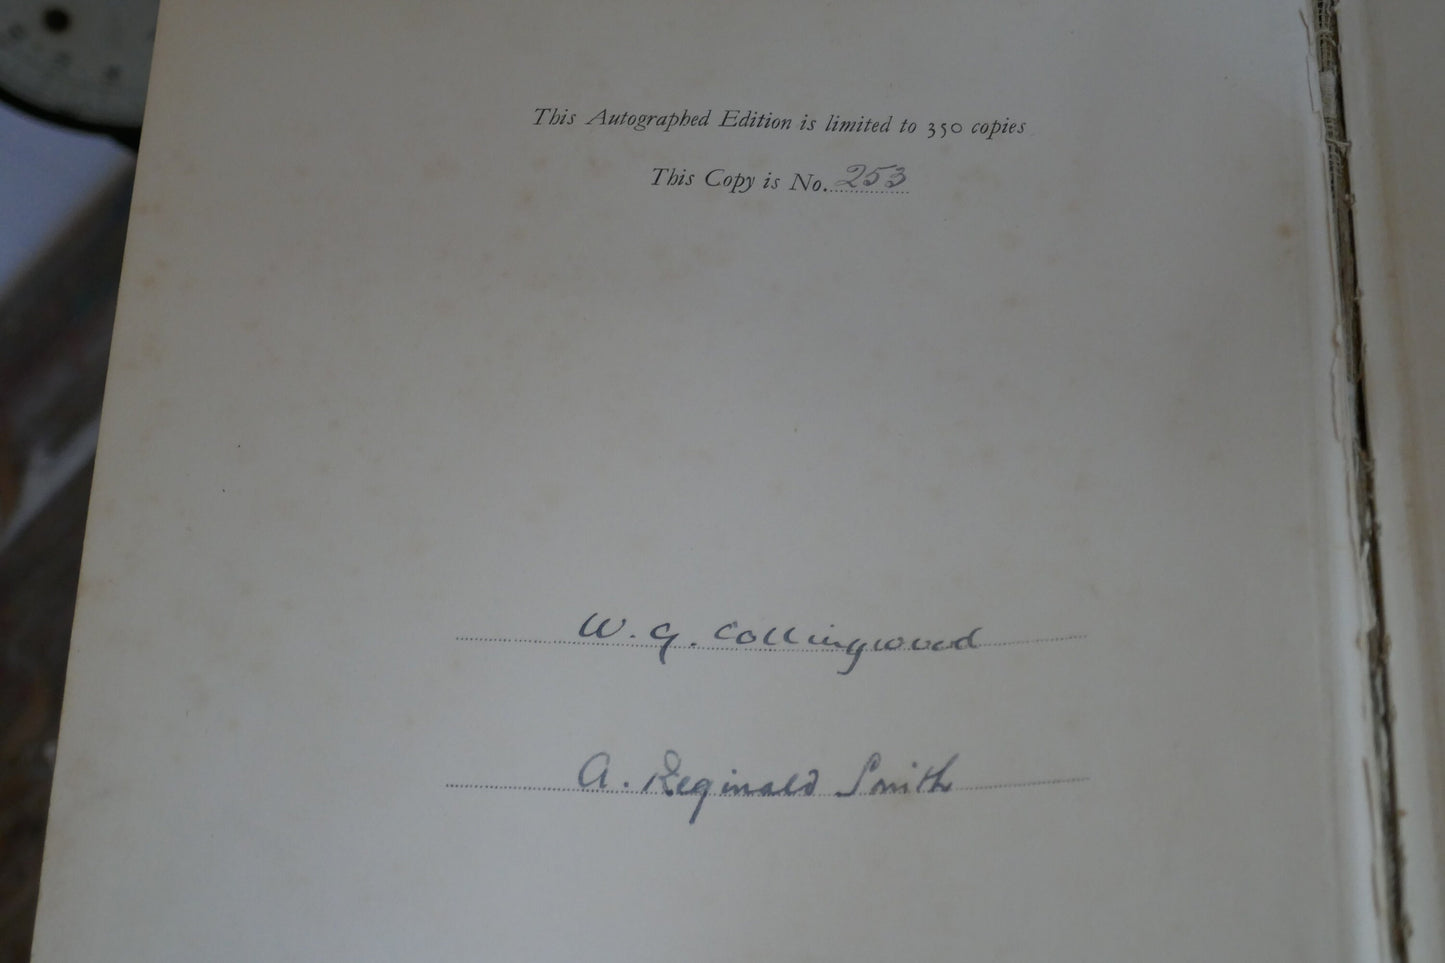 This Autographed Edition is limited to 350 copies
This Copy is No. 253
W. G. Collingwood
A. Reginald Smith